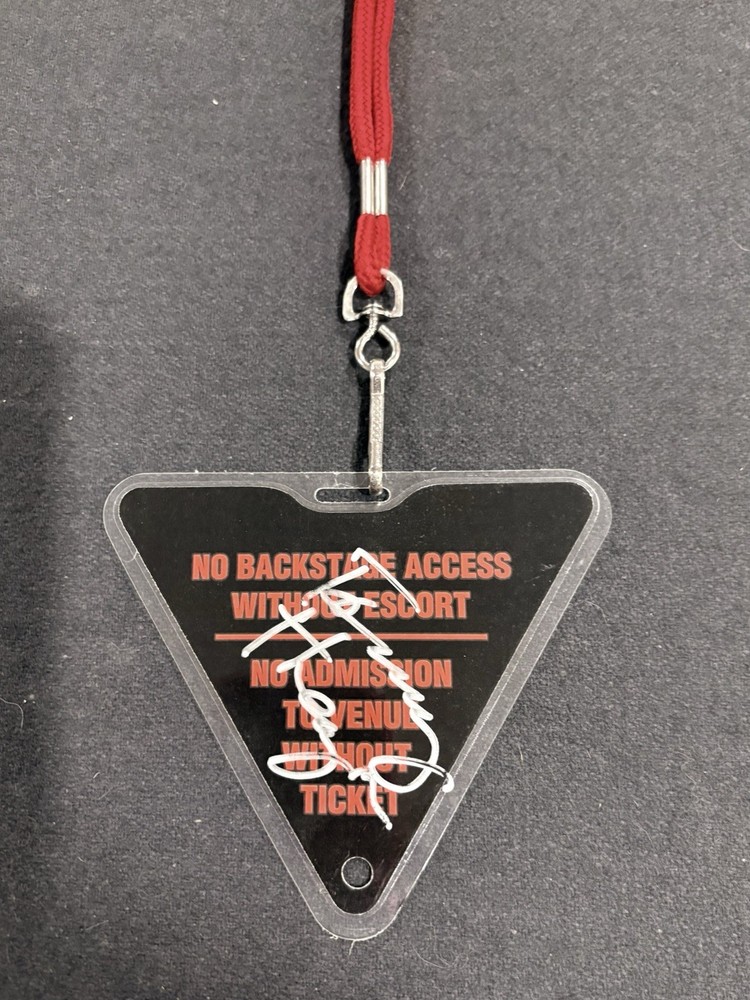 NO BACKSTAGE ACCESS
WITHOUT ESCORT
NO ADMISSION
TO VENUE
WITHOUT
TICKET